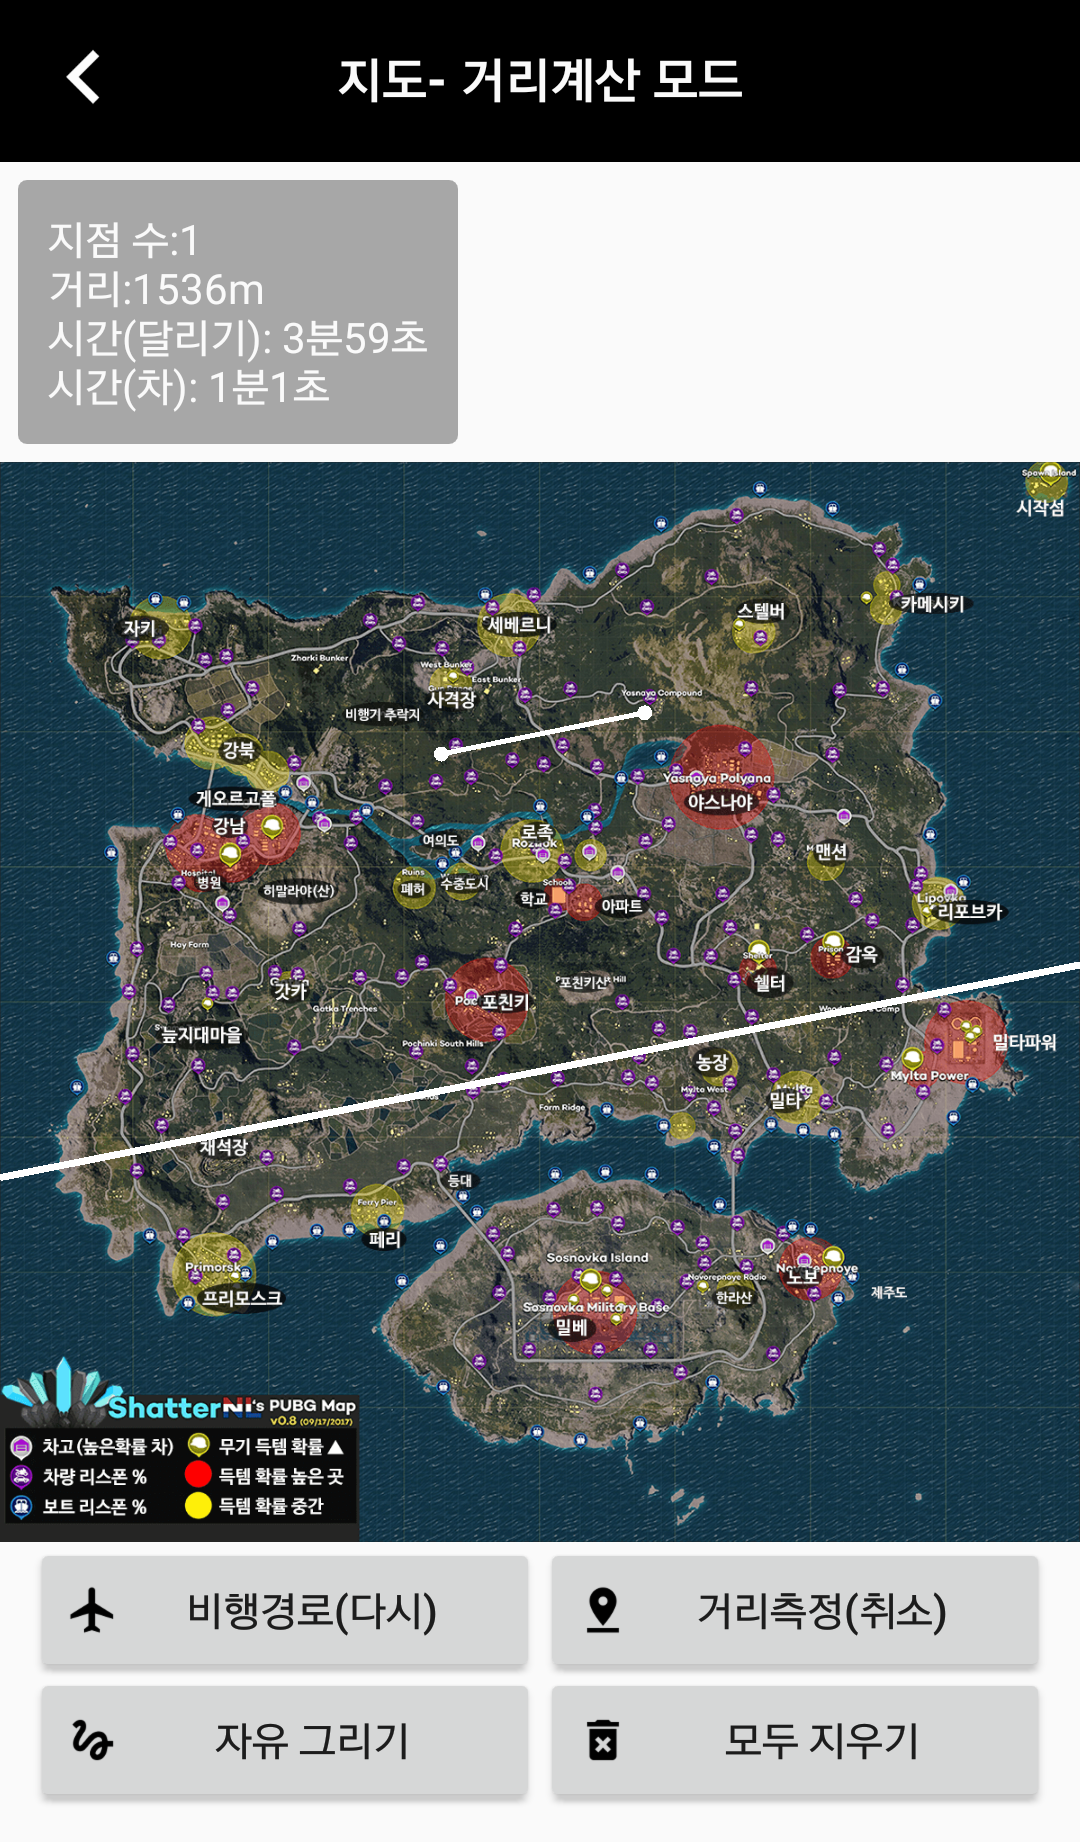 지도- 거리계산 모드
지점 수:1
거리:1536m
시간(달리기): 3분59초
시간(차): 1분1초
Spawn Island
시작섬
카메시키
스텔버
세베르니
자키
Zharki Bunker
West Bunker
East Bunker
사격장
Yasnaya Compound
비행기 추락지
강북
Yasnaya Polyana
야스나야
게오르고폴
강남
로족
Rozhok
여의도
맨션
Hospital
병원
히말라야(산)
Ruins
폐허
수중도시
School
학교
아파트
Lipovka
리포브카
Hay Farm
Shelter
쉘터
Prison
감옥
갓카
Gatka Trenches
포친키
포친키산
Hill
늪지대마을
Pochinki South Hills
밀타파워
Mylta Power
농장
Mylta West
밀타
Farm Ridge
채석장
등대
Ferry Pier
페리
Primorsk
프리모스크
Sosnovka Island
Novorepnoye
노보
Novorepnoye Radio
한라산
제주도
Sosnovka Military Base
밀베
ShatterNL's PUBG Map
v0.8 (09/17/2017)
차고(높은확률 차) 무기 득템 확률▲
차량 리스폰 % 득템 확률 높은 곳
보트 리스폰 % 득템 확률 중간
비행경로(다시) 거리측정(취소)
자유 그리기 모두 지우기